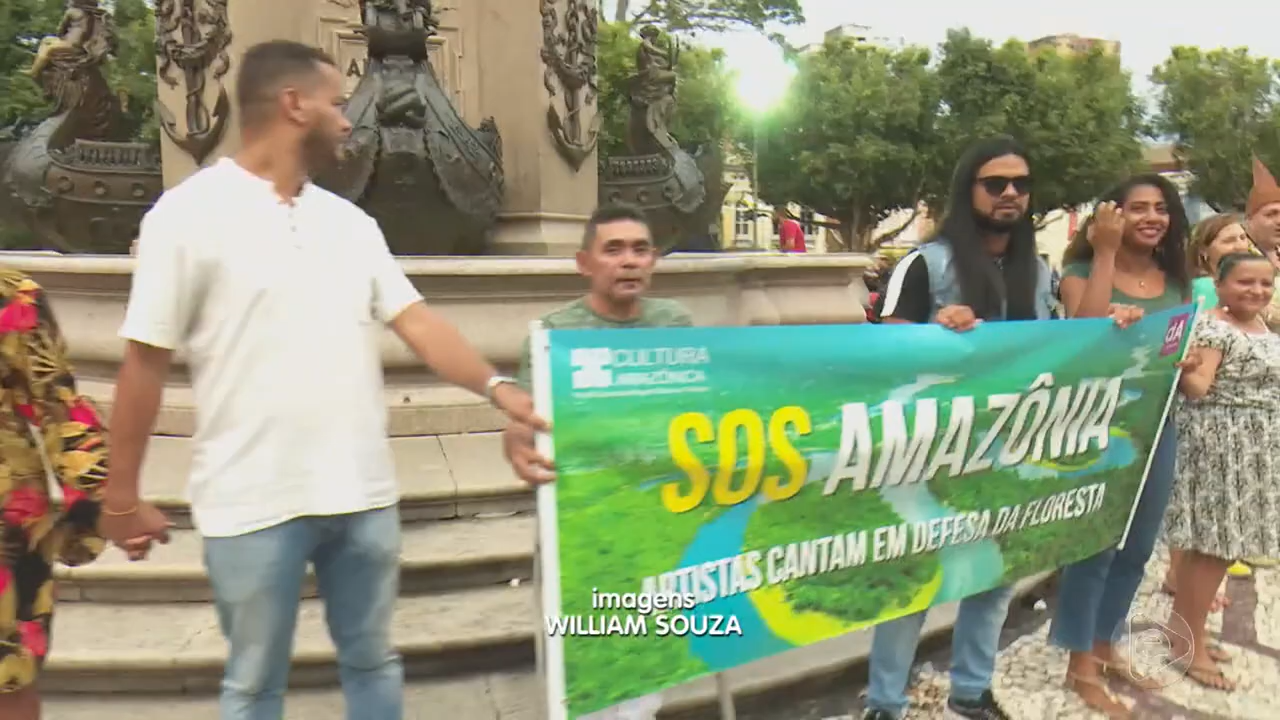 CULTURA
AMAZÔNICA
SOS AMAZÔNIA
ARTISTAS CANTAM EM DEFESA DA FLORESTA
imagens
WILLIAM SOUZA